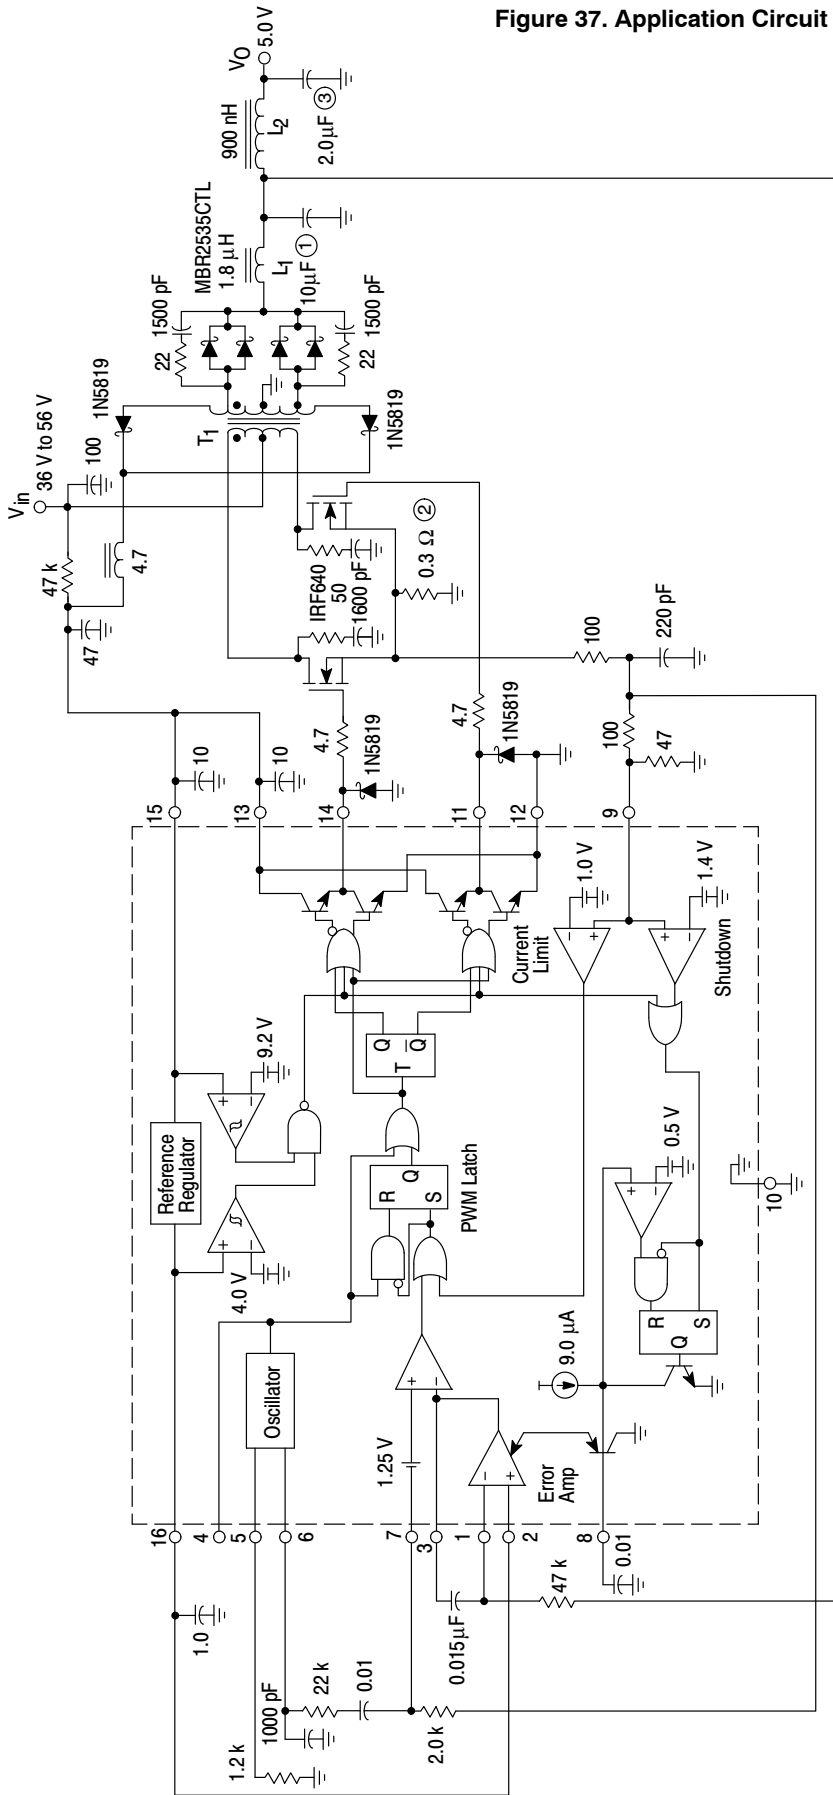 Figure 37. Application Circuit
VO
5.0 V
900 nH
L2
2.0 µF
3
MBR2535CTL
1.8 µH
L1
10µF
1
1500 pF
22
22
1500 pF
1N5819
1N5819
T1
Vin
36 V to 56 V
100
47 k
4.7
47
IRF640
50
1600 pF
0.3 Ω
2
4.7
1N5819
4.7
1N5819
100
220 pF
100
47
10
10
15
13
14
11
12
9
Reference
Regulator
+
–
9.2 V
+
–
4.0 V
Oscillator
T
Q
Q
R
Q
S
PWM Latch
1.0 V
–
+
Current
Limit
+
–
1.4 V
Shutdown
0.5 V
+
–
R
Q
S
9.0 µA
10
1.25 V
+
–
–
+
Error
Amp
16
4
5
6
7
3
1
2
8
1.0
1.2 k
1000 pF
22 k
0.01
2.0 k
0.015µF
47 k
0.01